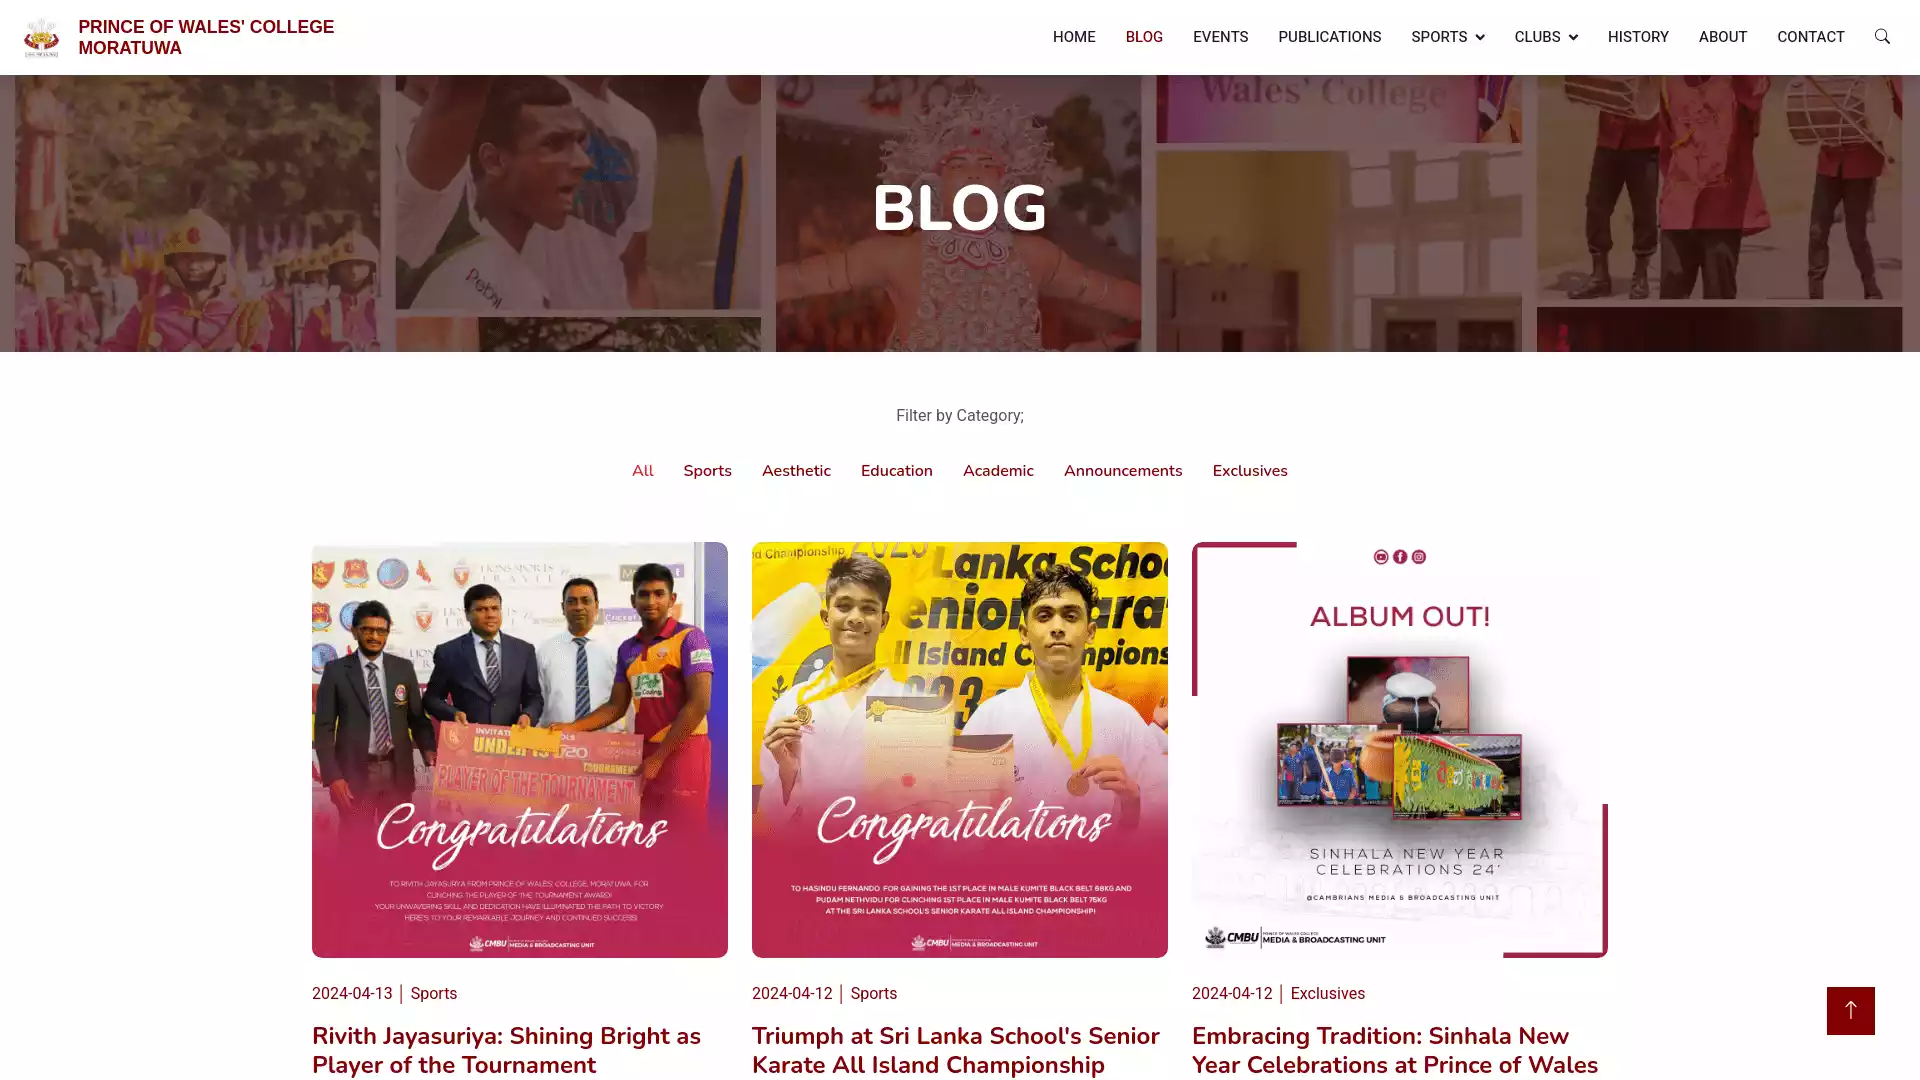 PRINCE OF WALES' COLLEGE
MORATUWA
HOME
BLOG
EVENTS
PUBLICATIONS
SPORTS
CLUBS
HISTORY
ABOUT
CONTACT
Wales' College
BLOG
Filter by Category;
All
Sports
Aesthetic
Education
Academic
Announcements
Exclusives
PLAYER OF THE TOURNAMENT
Congratulations
TO RIVITH JAYASURIYA FROM PRINCE OF WALES' COLLEGE, MORATUWA, FOR
CLINCHING THE PLAYER OF THE TOURNAMENT AWARD!
YOUR UNWAVERING SKILL AND DEDICATION HAVE ILLUMINATED THE PATH TO VICTORY
HERE'S TO YOUR REMARKABLE JOURNEY AND CONTINUED SUCCESS!
CMBU
MEDIA & BROADCASTING UNIT
2024-04-13 | Sports
Rivith Jayasuriya: Shining Bright as
Player of the Tournament
Congratulations
TO HASINDU FERNANDO FOR GAINING THE 1ST PLACE IN MALE KUMITE BLACK BELT 68KG AND
PUDAM NETHVIDU FOR CLINCHING 1ST PLACE IN MALE KUMITE BLACK BELT 75KG
AT THE SRI LANKA SCHOOL'S SENIOR KARATE ALL ISLAND CHAMPIONSHIP!
CMBU
MEDIA & BROADCASTING UNIT
2024-04-12 | Sports
Triumph at Sri Lanka School's Senior
Karate All Island Championship
ALBUM OUT!
SINHALA NEW YEAR
CELEBRATIONS 24'
@CAMBRIANS MEDIA & BROADCASTING UNIT
CMBU
MEDIA & BROADCASTING UNIT
2024-04-12 | Exclusives
Embracing Tradition: Sinhala New
Year Celebrations at Prince of Wales